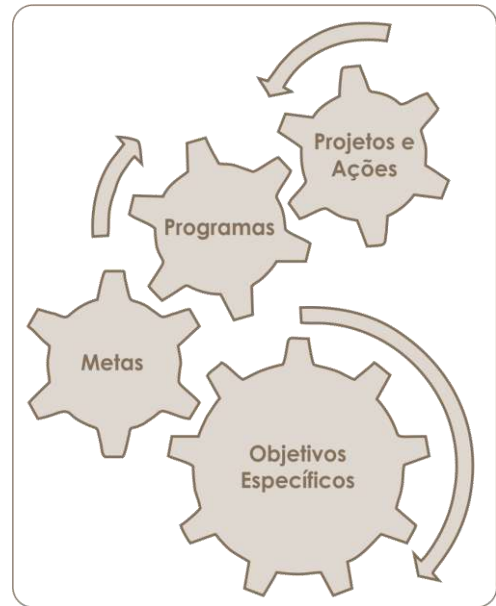 Projetos e
Ações
Programas
Metas
Objetivos
Específicos